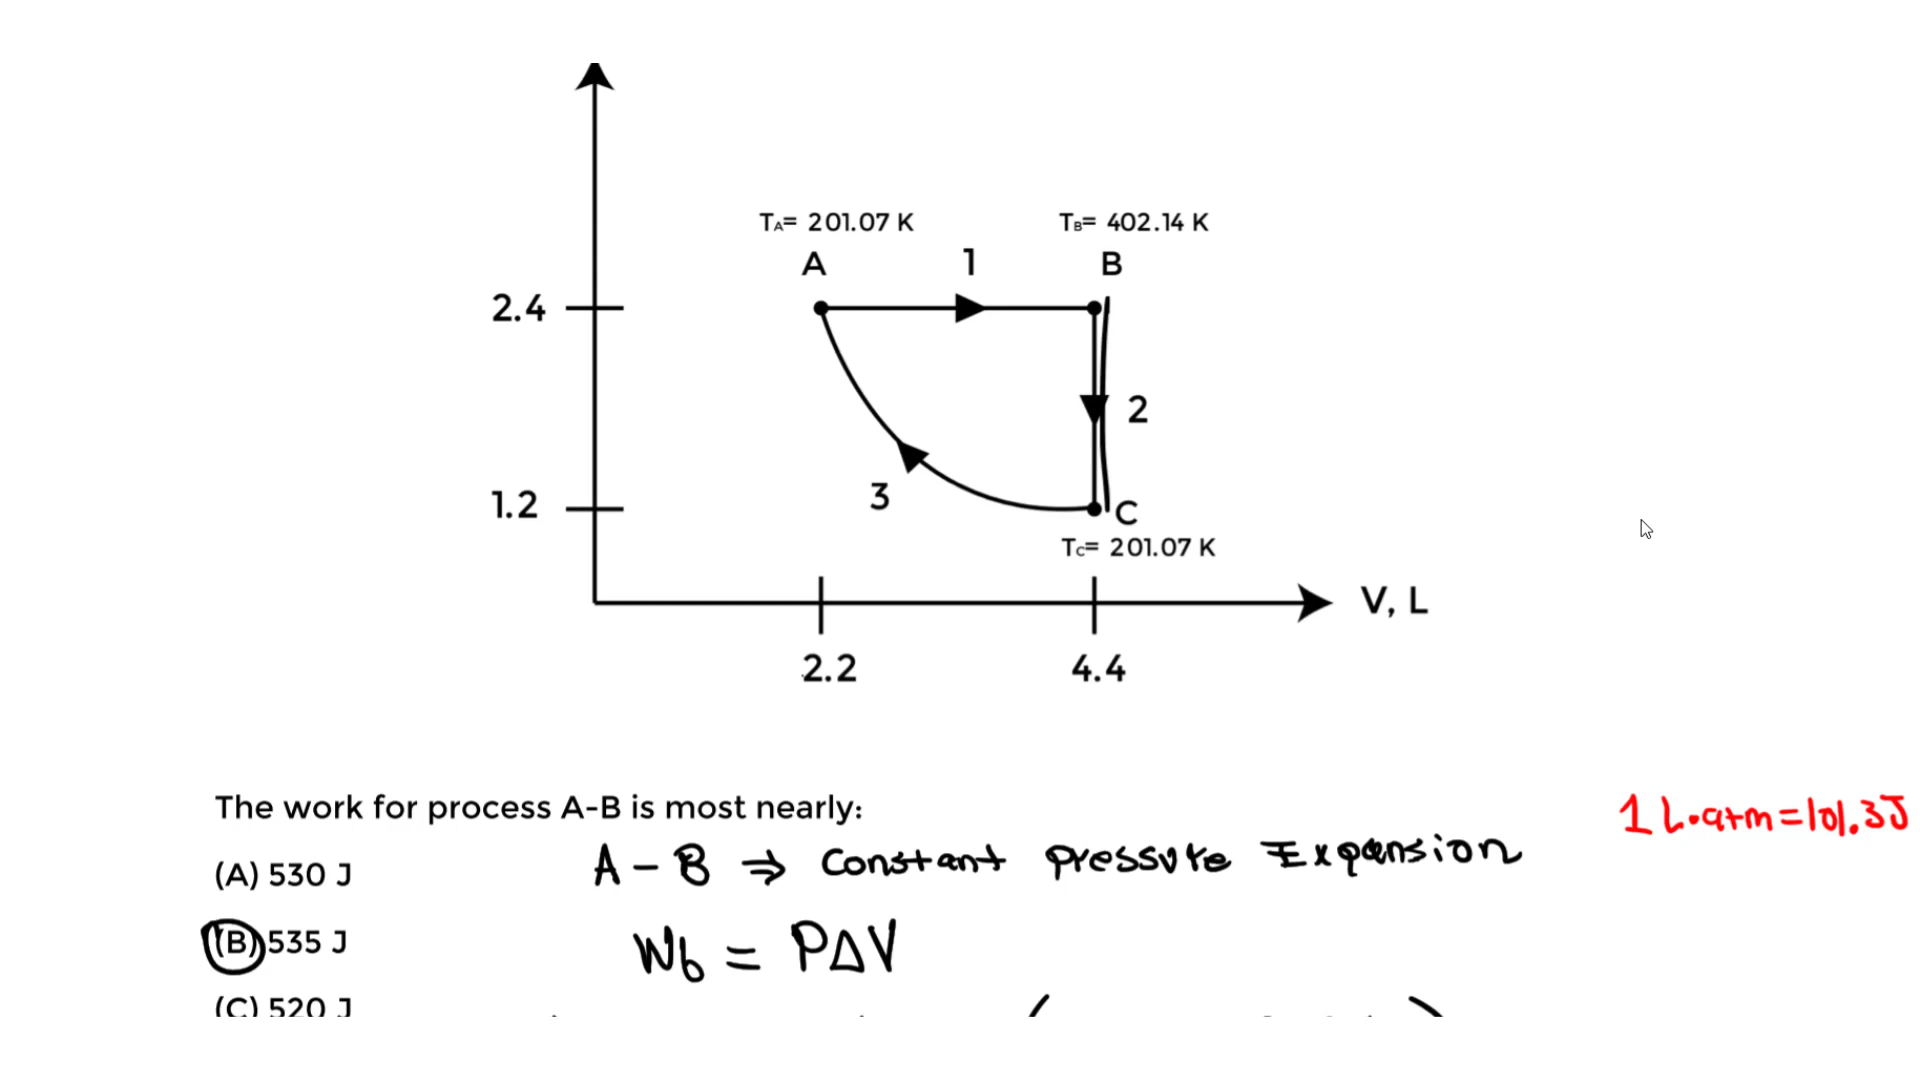 TA= 201.07 K
TB= 402.14 K
A
1
B
2.4
2
3
1.2
C
TC= 201.07 K
V, L
2.2
4.4
The work for process A-B is most nearly:
1 L.atm=101.3J
A - B ⇒ Constant pressure Expansion
(A) 530 J
(B) 535 J
Wb = PΔV
(C) 520 J